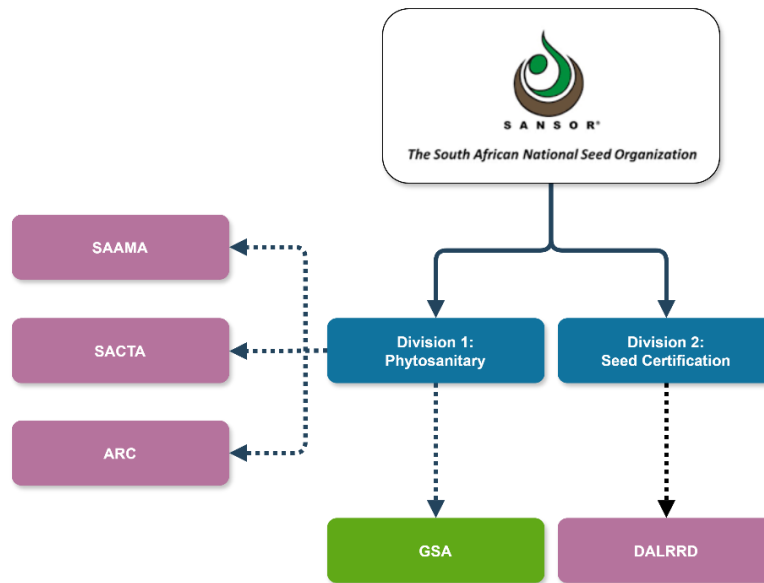 SANSOR®
The South African National Seed Organization
SAAMA
SACTA
Division 1:
Phytosanitary
Division 2:
Seed Certification
ARC
GSA
DALRRD